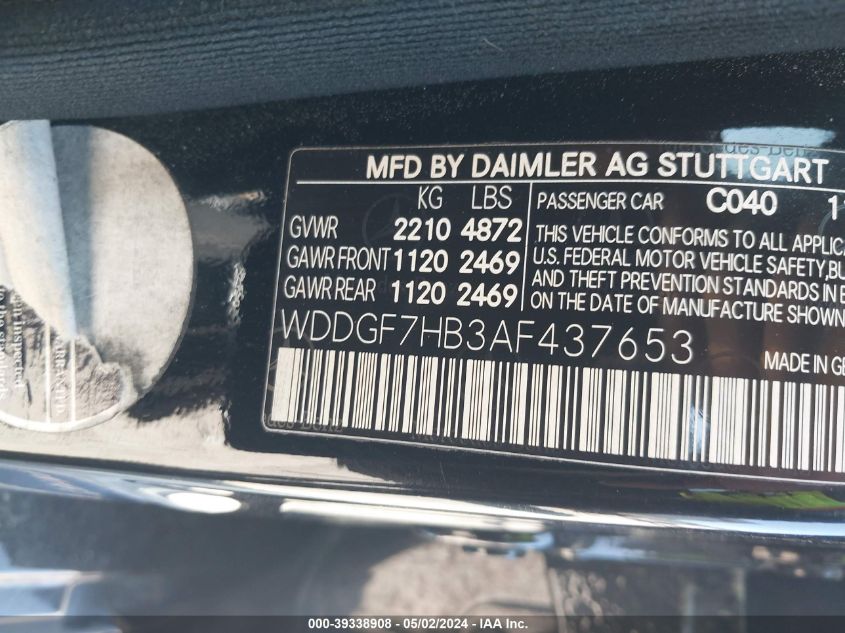 MFD BY DAIMLER AG STUTTGART
KG LBS
GVWR 2210 4872
GAWR FRONT 1120 2469
GAWR REAR 1120 2469
PASSENGER CAR C040
THIS VEHICLE CONFORMS TO ALL APPLIC
U.S. FEDERAL MOTOR VEHICLE SAFETY, BU
AND THEFT PREVENTION STANDARDS IN E
ON THE DATE OF MANUFACTURE SHOWN
WDDGF7HB3AF437653
MADE IN GE
000-39338908 - 05/02/2024 - IAA Inc.